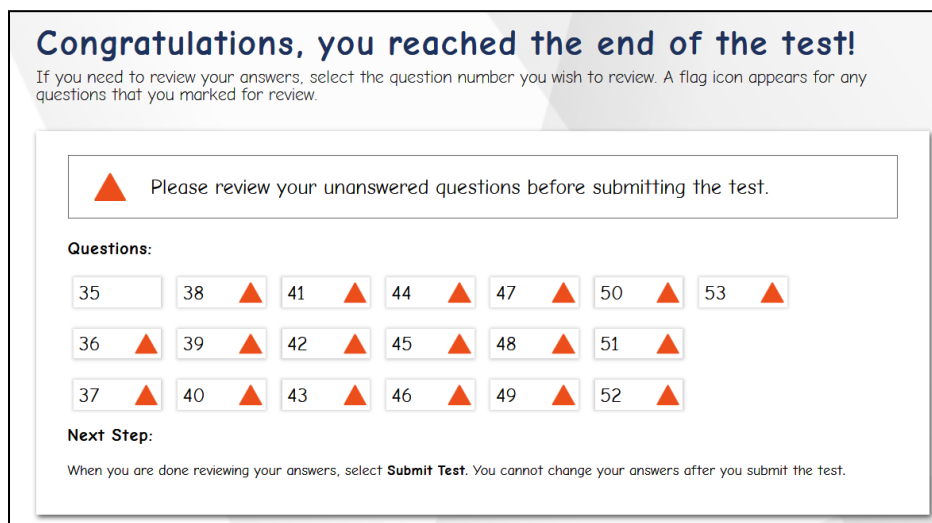 Congratulations, you reached the end of the test!
If you need to review your answers, select the question number you wish to review. A flag icon appears for any
questions that you marked for review.
Please review your unanswered questions before submitting the test.
Questions:
35 38 41 44 47 50 53
36 39 42 45 48 51
37 40 43 46 49 52
Next Step:
When you are done reviewing your answers, select Submit Test. You cannot change your answers after you submit the test.